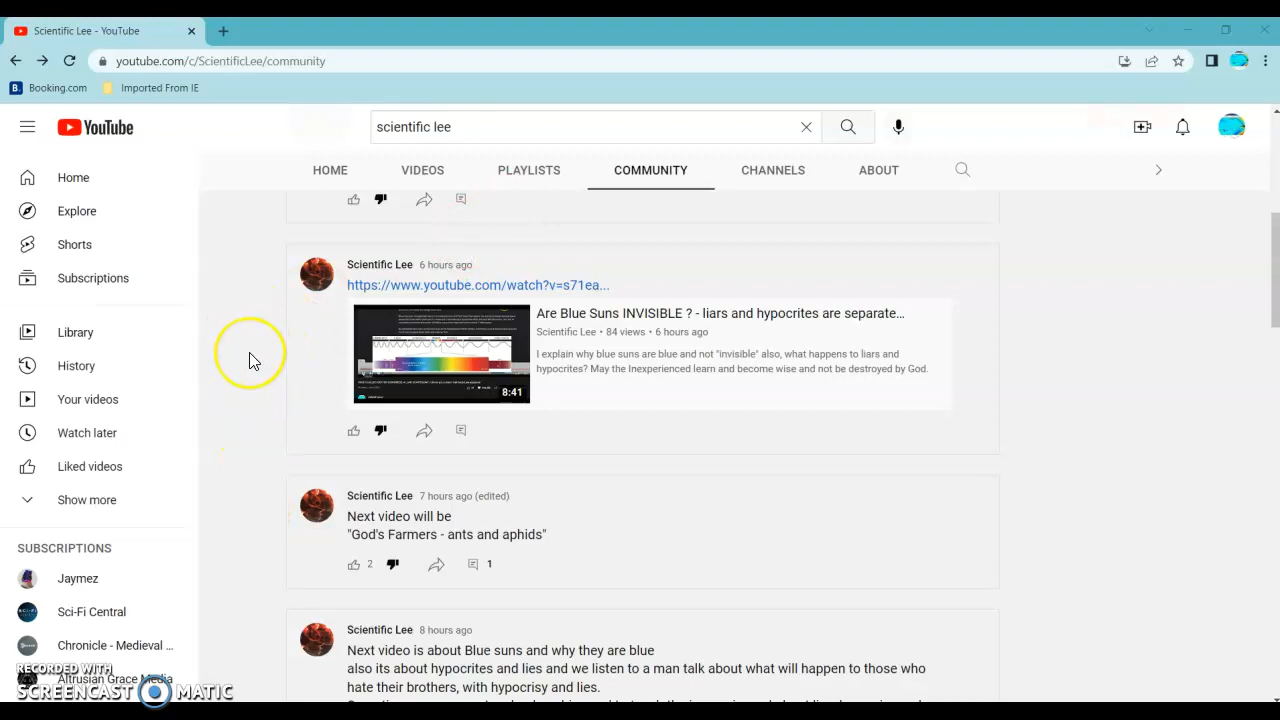 Scientific Lee - YouTube
youtube.com/c/ScientificLee/community
Booking.com
Imported From IE
YouTube
scientific lee
HOME
VIDEOS
PLAYLISTS
COMMUNITY
CHANNELS
ABOUT
Home
Explore
Shorts
Subscriptions
Library
History
Your videos
Watch later
Liked videos
Show more
SUBSCRIPTIONS
Jaymez
Sci-Fi Central
Chronicle - Medieval ...
Altrusian Grace Media
Scientific Lee 6 hours ago
https://www.youtube.com/watch?v=s71ea...
8:41
Are Blue Suns INVISIBLE ? - liars and hypocrites are separate...
Scientific Lee • 84 views • 6 hours ago
I explain why blue suns are blue and not "invisible" also, what happens to liars and
hypocrites? May the Inexperienced learn and become wise and not be destroyed by God.
Scientific Lee 7 hours ago (edited)
Next video will be
"God's Farmers - ants and aphids"
2
1
Scientific Lee 8 hours ago
Next video is about Blue suns and why they are blue
also its about hypocrites and lies and we listen to a man talk about what will happen to those who
hate their brothers, with hypocrisy and lies.
RECORDED WITH
SCREENCAST MATIC